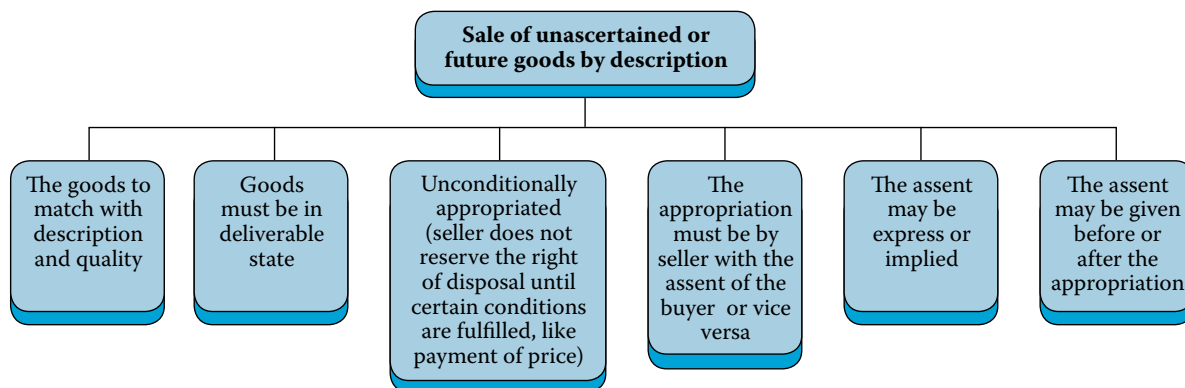 Sale of unascertained or
future goods by description
The goods to
match with
description
and quality
Goods
must be in
deliverable
state
Unconditionally
appropriated
(seller does not
reserve the right
of disposal until
certain conditions
are fulfilled, like
payment of price)
The
appropriation
must be by
seller with the
assent of the
buyer or vice
versa
The assent
may be
express or
implied
The assent
may be given
before or
after the
appropriation